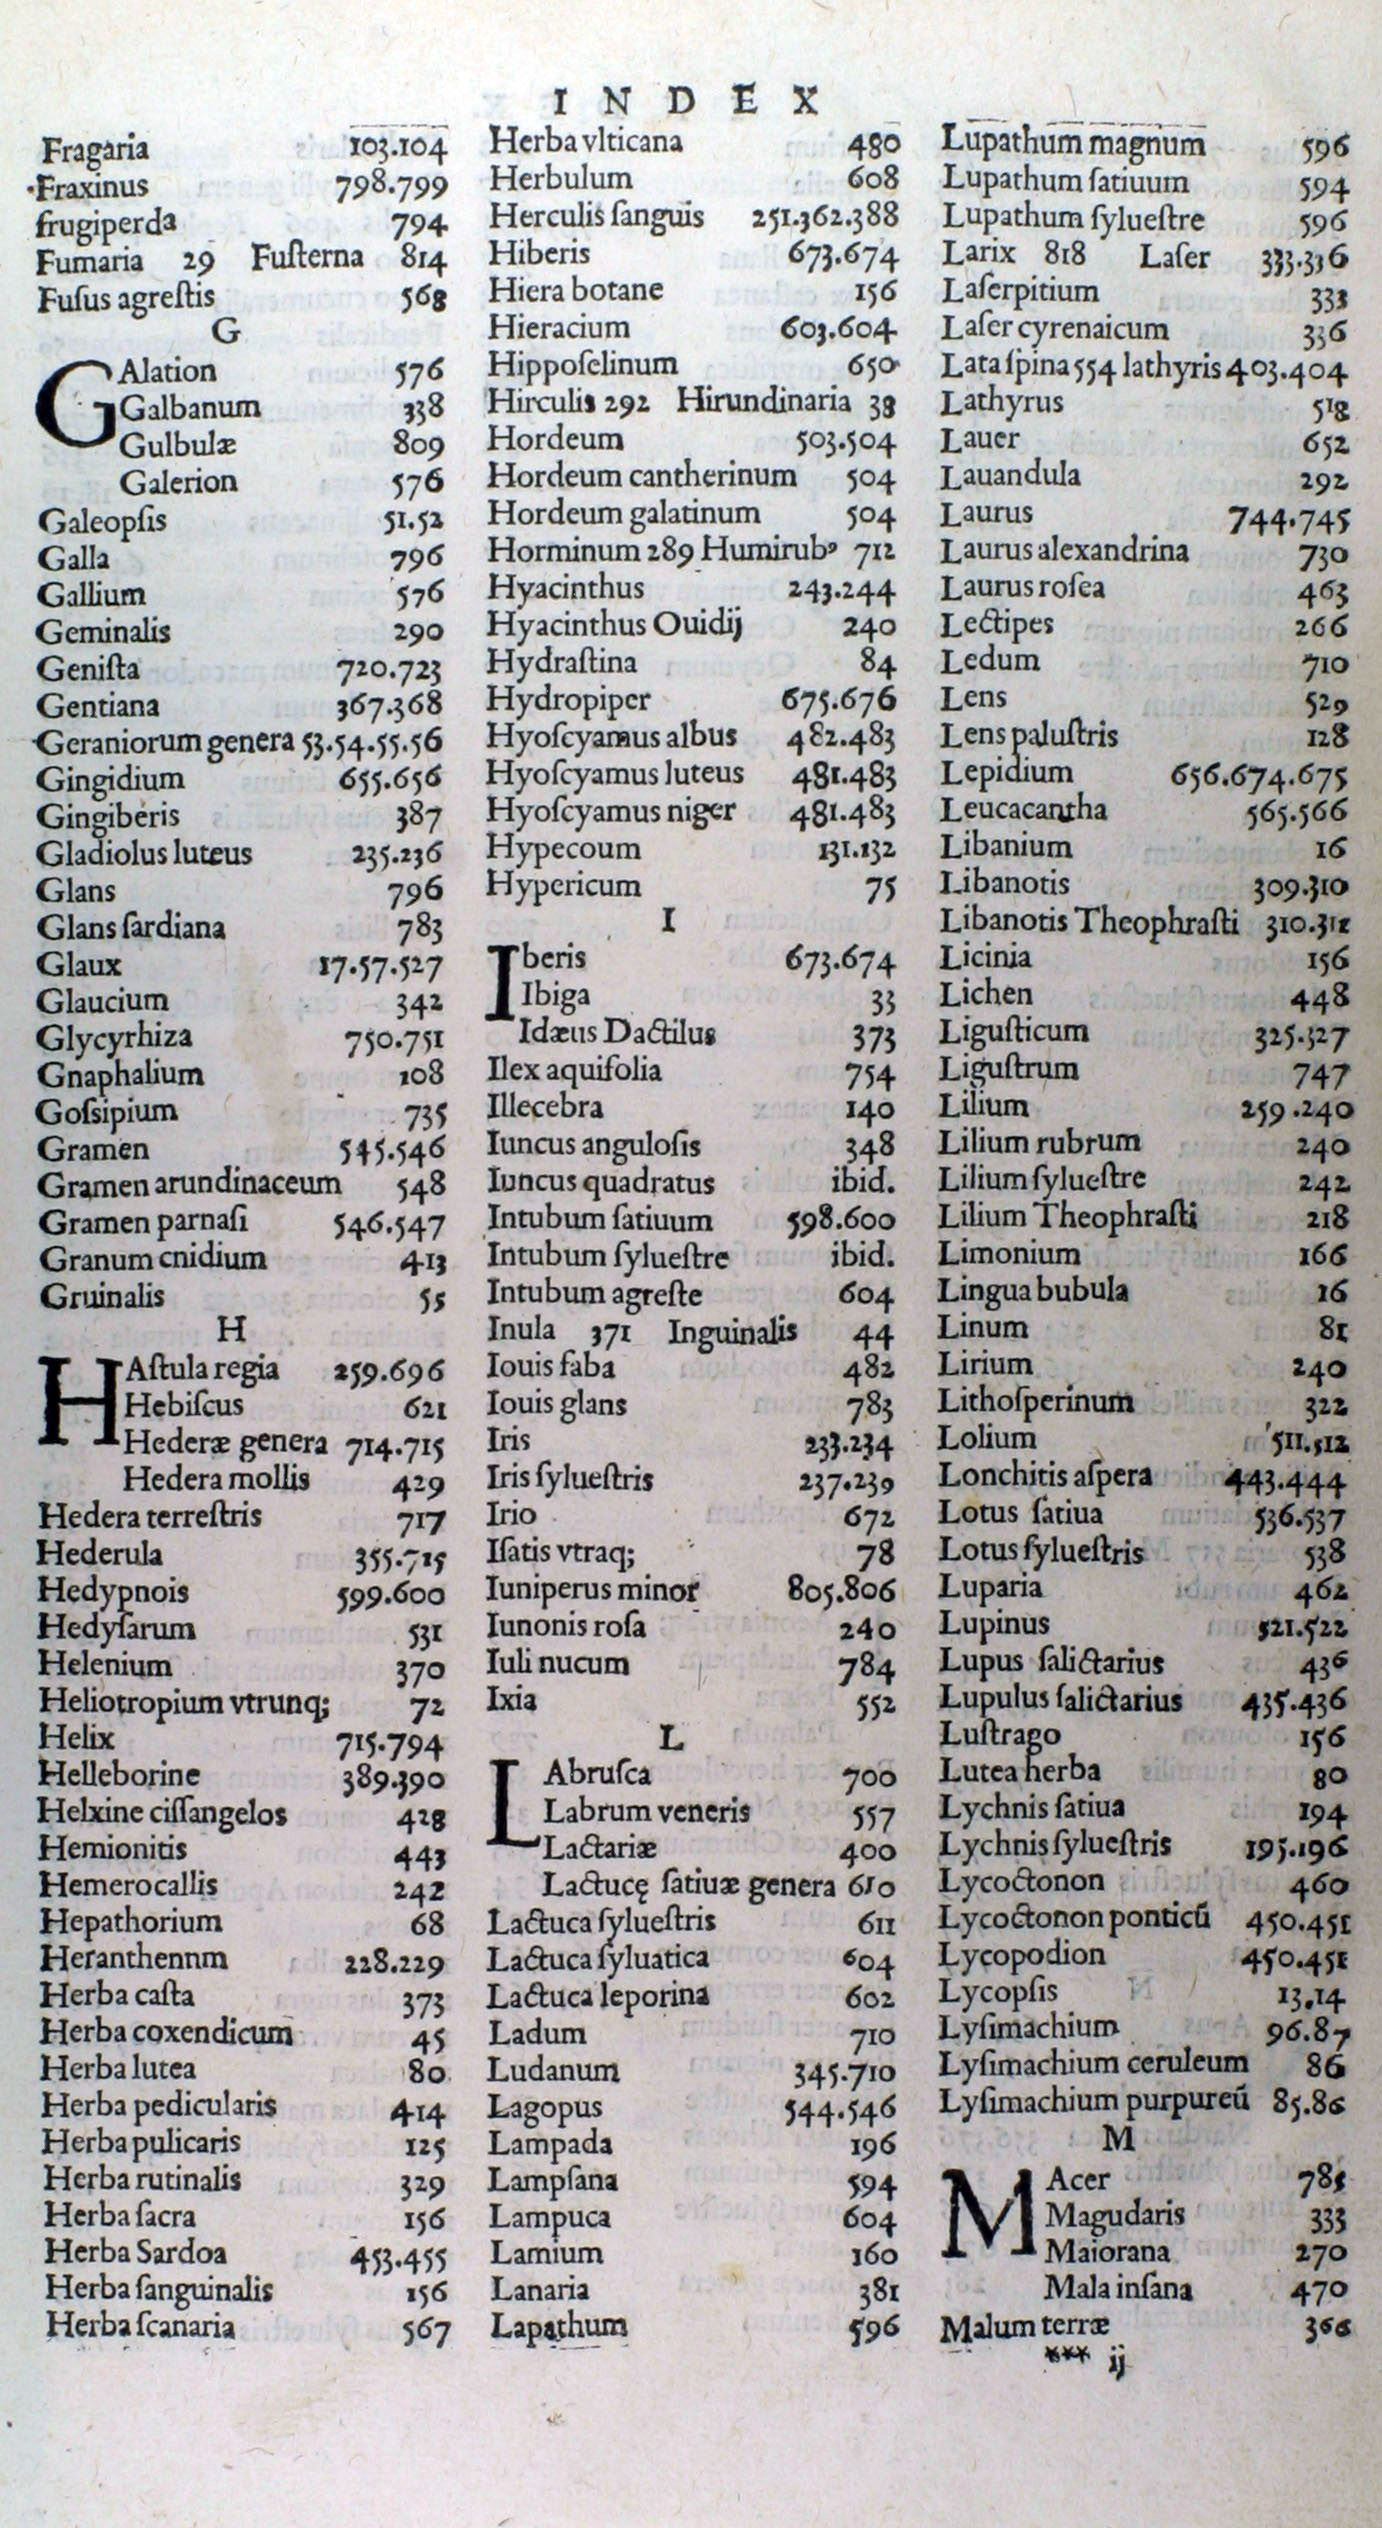 INDEX
Fragaria 103.104
Fraxinus 798.799
frugiperda 794
Fumaria 29 Fuſterna 814
Fuſus agreſtis 568
G
GAlation 576
Galbanum 338
Gulbulæ 809
Galerion 576
Galeopſis 51.52
Galla 796
Gallium 576
Geminalis 290
Geniſta 720.723
Gentiana 367.368
Geraniorum genera 53.54.55.56
Gingidium 655.656
Gingiberis 387
Gladiolus luteus 235.236
Glans 796
Glans ſardiana 783
Glaux 17.57.527
Glaucium 342
Glycyrhiza 750.751
Gnaphalium 108
Goſsipium 735
Gramen 545.546
Gramen arundinaceum 548
Gramen parnaſi 546.547
Granum cnidium 413
Gruinalis 55
H
HAſtula regia 259.696
Hebiſcus 621
Hederæ genera 714.715
Hedera mollis 429
Hedera terreſtris 717
Hederula 355.715
Hedypnois 599.600
Hedyſarum 531
Helenium 370
Heliotropium vtrunq; 72
Helix 715.794
Helleborine 389.390
Helxine ciſſangelos 428
Hemionitis 443
Hemerocallis 242
Hepathorium 68
Heranthennm 228.229
Herba caſta 373
Herba coxendicum 45
Herba lutea 80
Herba pedicularis 414
Herba pulicaris 125
Herba rutinalis 329
Herba ſacra 156
Herba Sardoa 453.455
Herba ſanguinalis 156
Herba ſcanaria 567
Herba vlticana 480
Herbulum 608
Herculis ſanguis 251.362.388
Hiberis 673.674
Hiera botane 156
Hieracium 603.604
Hippoſelinum 650
Hirculis 292 Hirundinaria 38
Hordeum 503.504
Hordeum cantherinum 504
Hordeum galatinum 504
Horminum 289 Humirubꝰ 712
Hyacinthus 243.244
Hyacinthus Ouidij 240
Hydraſtina 84
Hydropiper 675.676
Hyoſcyamus albus 482.483
Hyoſcyamus luteus 481.483
Hyoſcyamus niger 481.483
Hypecoum 131.132
Hypericum 75
I
Iberis 673.674
Ibiga 33
Idæus Dactilus 373
Ilex aquifolia 754
Illecebra 140
Iuncus anguloſis 348
Iuncus quadratus ibid.
Intubum ſatiuum 598.600
Intubum ſylueſtre ibid.
Intubum agreſte 604
Inula 371 Inguinalis 44
Iouis faba 482
Iouis glans 783
Iris 233.234
Iris ſylueſtris 237.239
Irio 672
Iſatis vtraq; 78
Iuniperus minor 805.806
Iunonis roſa 240
Iuli nucum 784
Ixia 552
L
LAbruſca 700
Labrum veneris 557
Lactariæ 400
Lactucę ſatiuæ genera 610
Lactuca ſylueſtris 611
Lactuca ſyluatica 604
Lactuca leporina 602
Ladum 710
Ludanum 345.710
Lagopus 544.546
Lampada 196
Lampſana 594
Lampuca 604
Lamium 160
Lanaria 381
Lapathum 596
Lupathum magnum 596
Lupathum ſatiuum 594
Lupathum ſylueſtre 596
Larix 818 Laſer 333.336
Laſerpitium 333
Laſer cyrenaicum 336
Lata ſpina 554 lathyris 403.404
Lathyrus 518
Lauer 652
Lauandula 292
Laurus 744.745
Laurus alexandrina 730
Laurus roſea 463
Lectipes 266
Ledum 710
Lens 529
Lens paluſtris 128
Lepidium 656.674.675
Leucacantha 565.566
Libanium 16
Libanotis 309.310
Libanotis Theophraſti 310.312
Licinia 156
Lichen 448
Liguſticum 325.327
Liguſtrum 747
Lilium 259.240
Lilium rubrum 240
Lilium ſylueſtre 242
Lilium Theophraſti 218
Limonium 166
Lingua bubula 16
Linum 81
Lirium 240
Lithoſperinum 322
Lolium 511.512
Lonchitis aſpera 443.444
Lotus ſatiua 536.537
Lotus ſylueſtris 538
Luparia 462
Lupinus 521.522
Lupus ſalictarius 436
Lupulus ſalictarius 435.436
Luſtrago 156
Lutea herba 80
Lychnis ſatiua 194
Lychnis ſylueſtris 195.196
Lycoctonon 460
Lycoctonon ponticū 450.451
Lycopodion 450.451
Lycopſis 13.14
Lyſimachium 96.87
Lyſimachium ceruleum 86
Lyſimachium purpureū 85.86
M
MAcer 785
Magudaris 333
Maiorana 270
Mala inſana 470
Malum terræ 366
*** ij